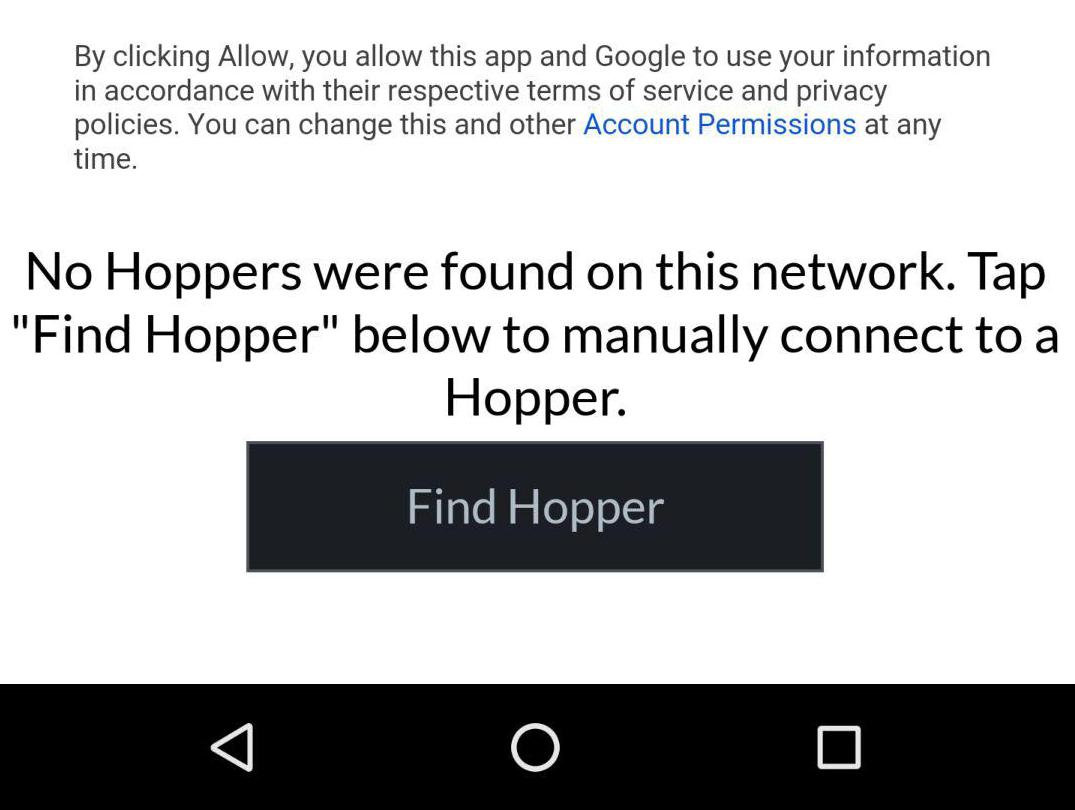 By clicking Allow, you allow this app and Google to use your information
in accordance with their respective terms of service and privacy
policies. You can change this and other Account Permissions at any
time.
No Hoppers were found on this network. Tap
"Find Hopper" below to manually connect to a
Hopper.
Find Hopper